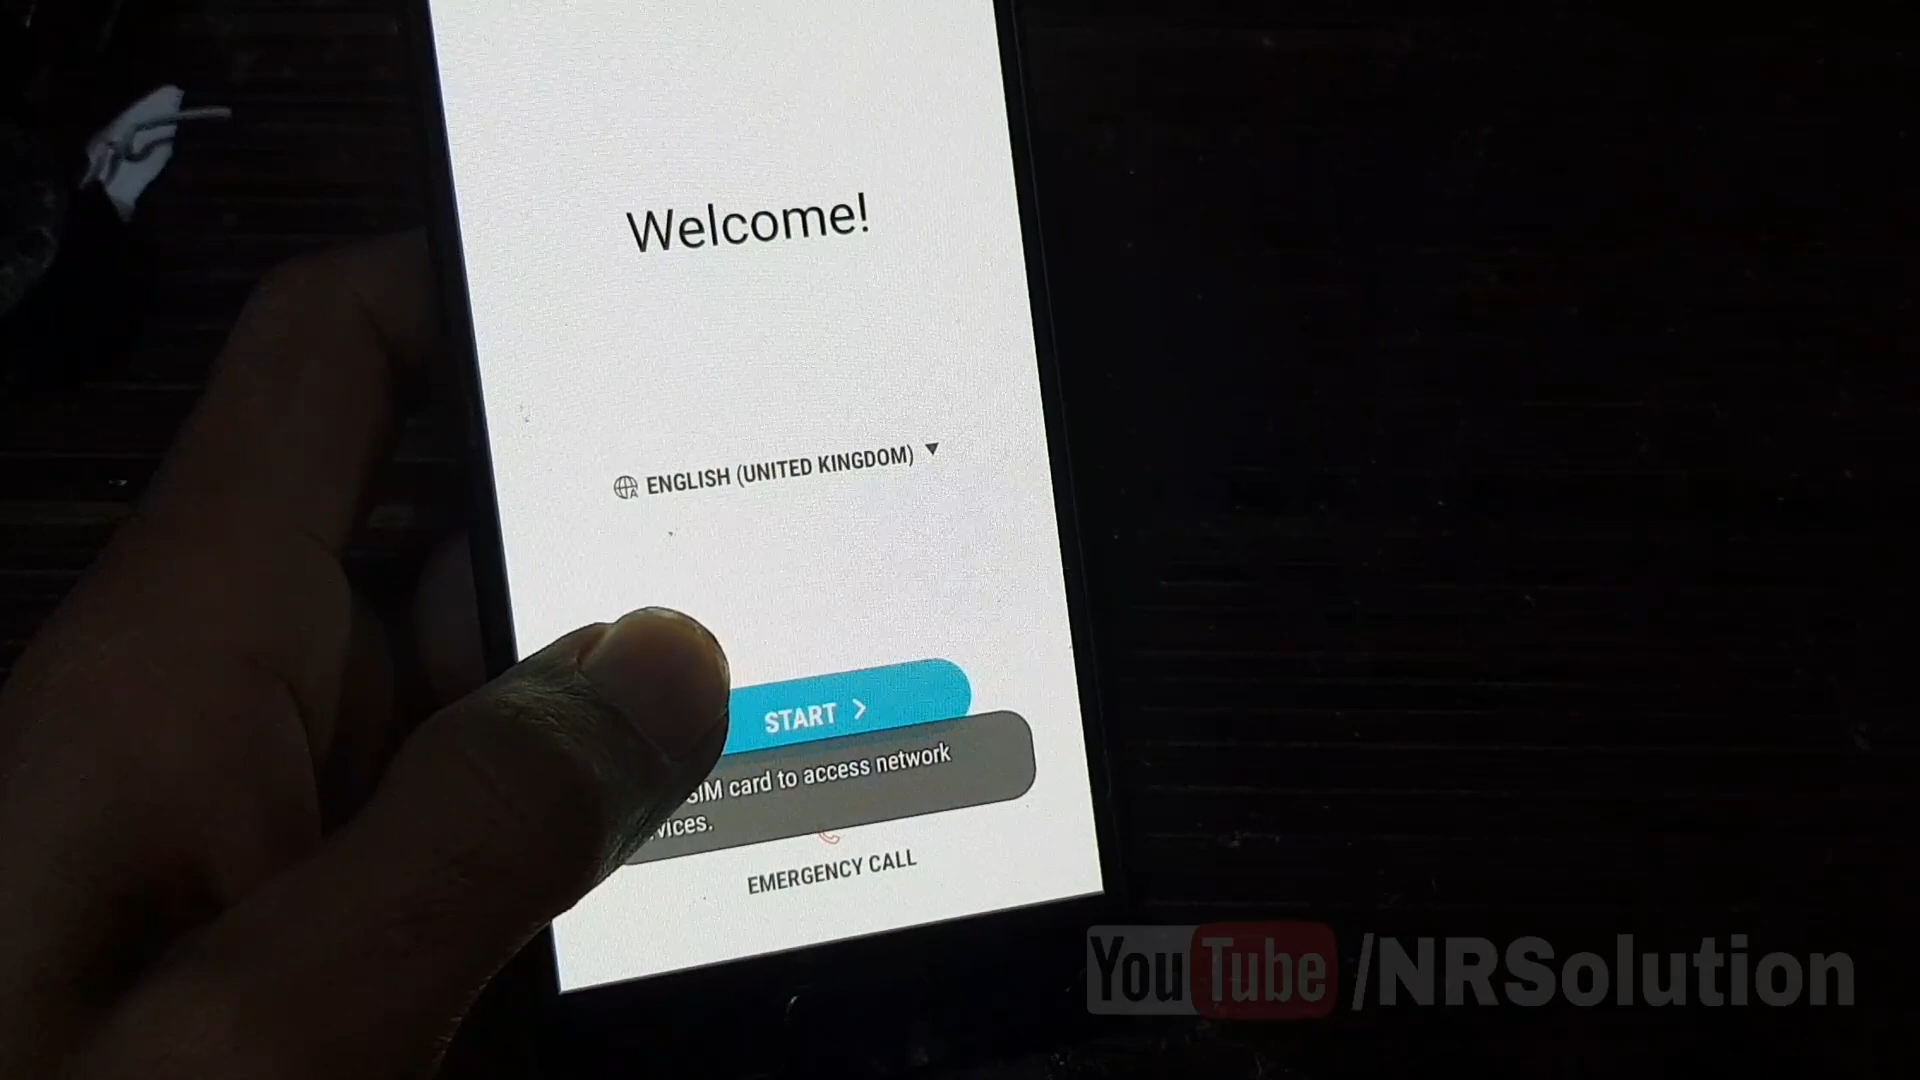 Welcome!
ENGLISH (UNITED KINGDOM)
START
SIM card to access network
vices.
EMERGENCY CALL
YouTube /NRSolution